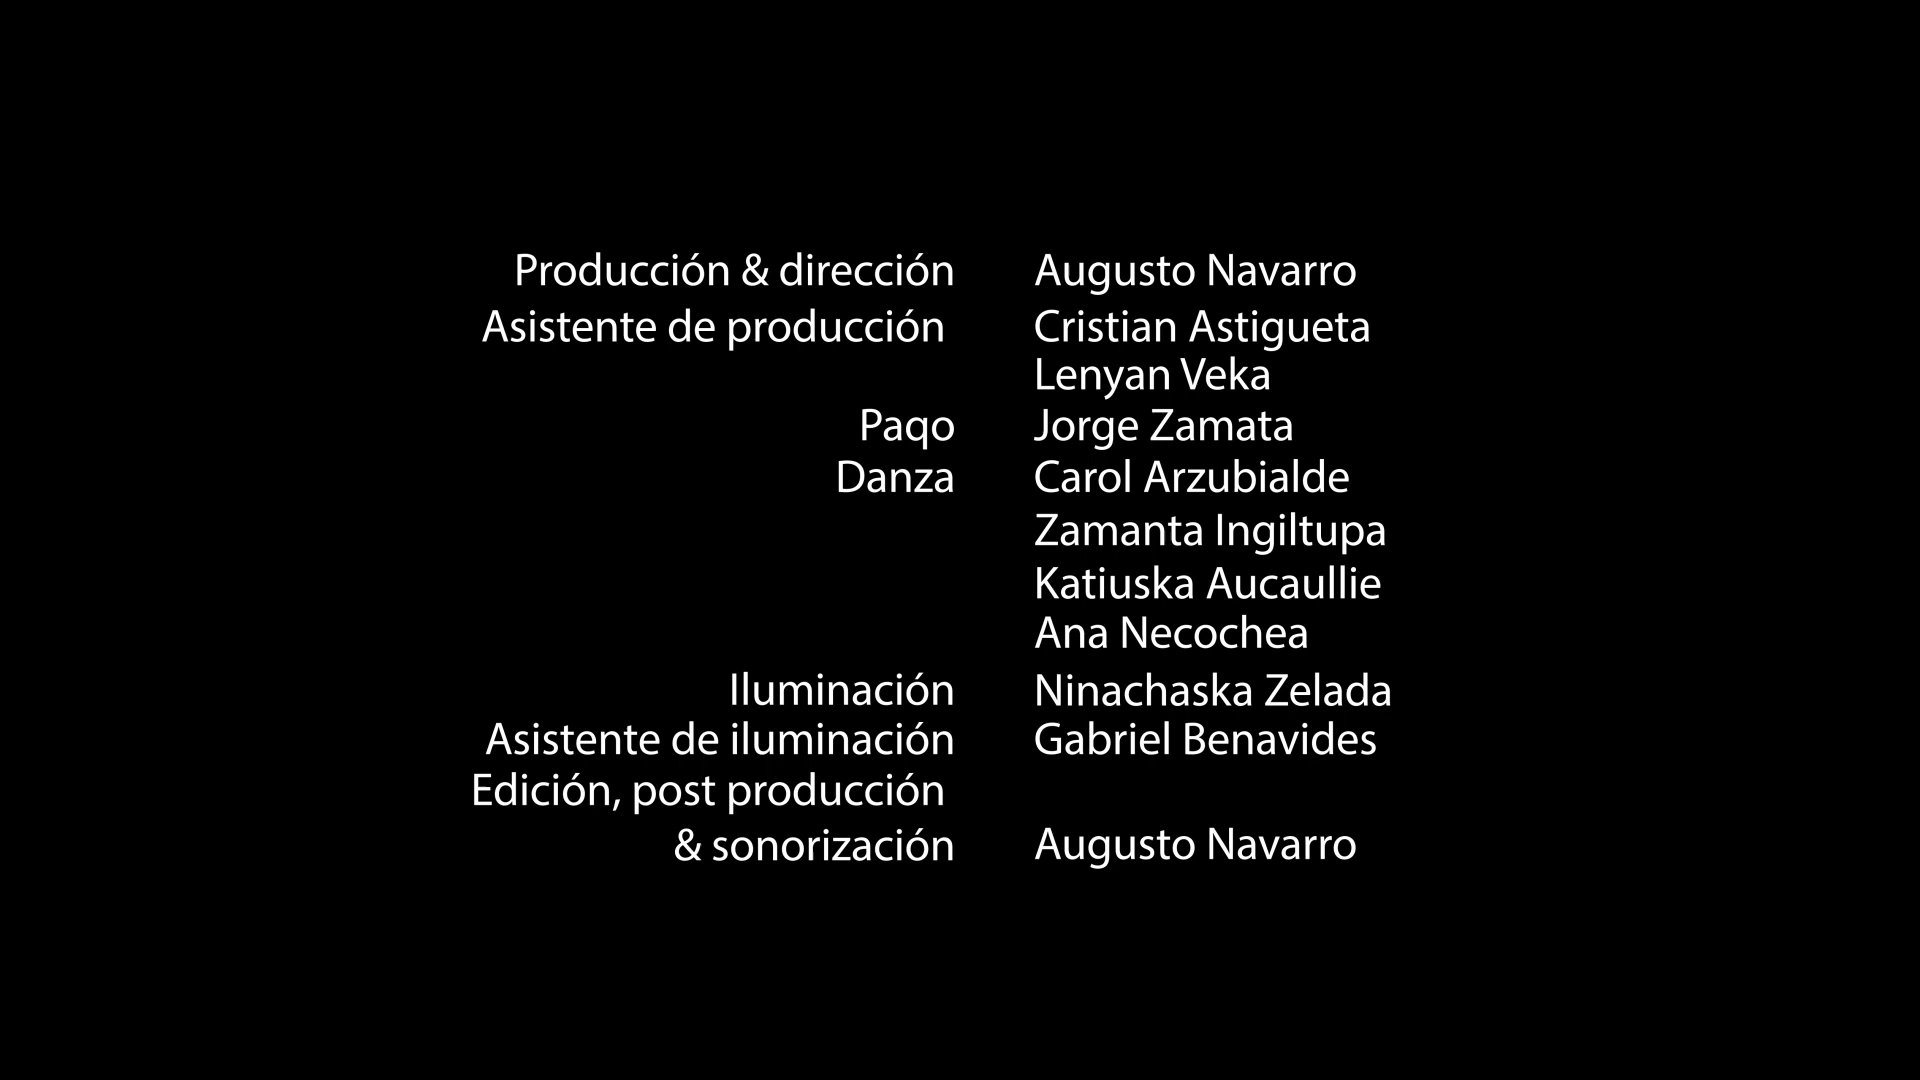 Producción & dirección Augusto Navarro
Asistente de producción Cristian Astigueta
Lenyan Veka
Paqo Jorge Zamata
Danza Carol Arzubialde
Zamanta Ingiltupa
Katiuska Aucaullie
Ana Necochea
Iluminación Ninachaska Zelada
Asistente de iluminación Gabriel Benavides
Edición, post producción
& sonorización Augusto Navarro